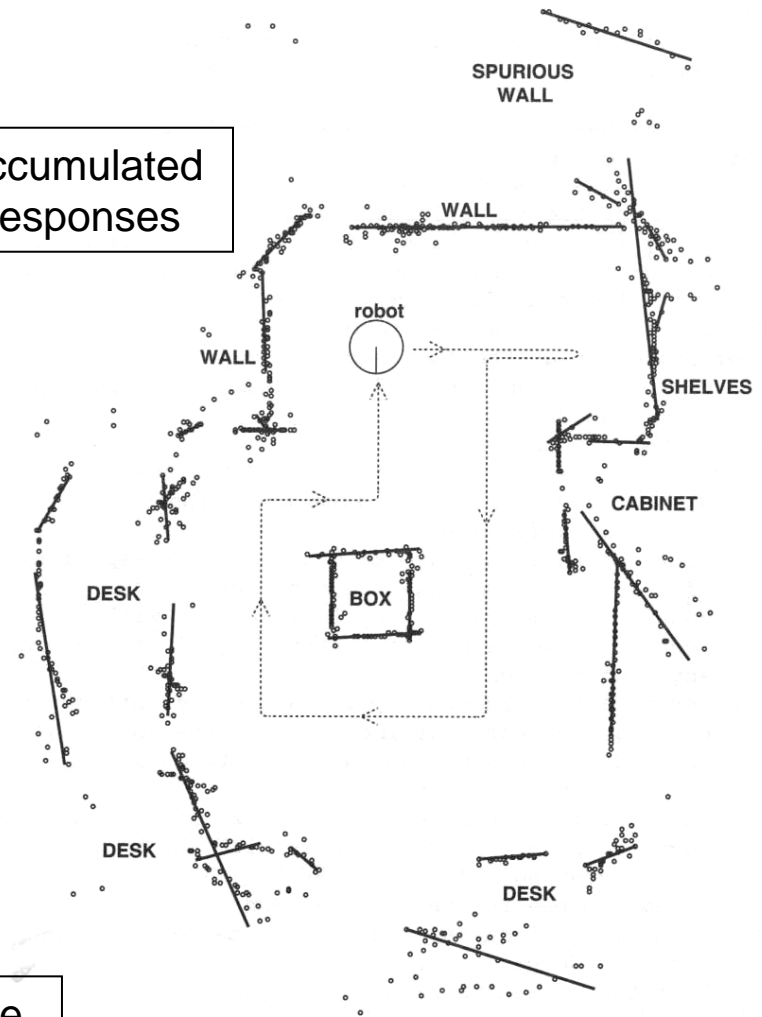 SPURIOUS
WALL
ccumulated
esponses
WALL
robot
WALL
SHELVES
CABINET
DESK
BOX
DESK
DESK
e